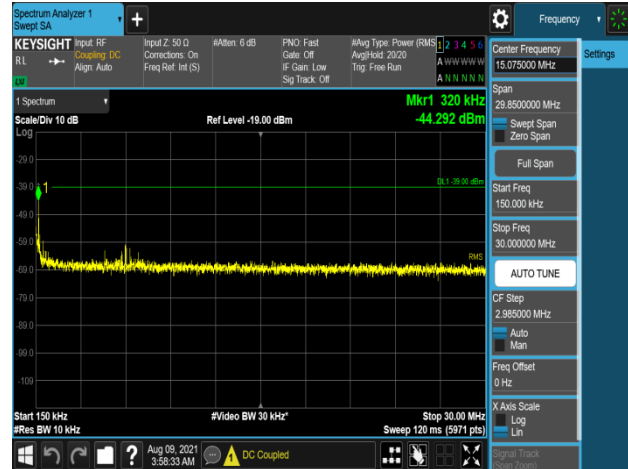 Spectrum Analyzer 1
Swept SA
+
Frequency
KEYSIGHT
RL
LW
Input: RF
Coupling: DC
Align: Auto
Input Z: 50 Ω
Corrections: On
Freq Ref: Int (S)
#Atten: 6 dB
PNO: Fast
Gate: Off
IF Gain: Low
Sig Track: Off
#Avg Type: Power (RMS
Avg|Hold: 20/20
Trig: Free Run
1 2 3 4 5 6
A W W W W W
A N N N N N
Center Frequency
15.075000 MHz
Settings
Span
29.8500000 MHz
Swept Span
Zero Span
Full Span
Start Freq
150.000 kHz
Stop Freq
30.000000 MHz
AUTO TUNE
CF Step
2.985000 MHz
Auto
Man
Freq Offset
0 Hz
X Axis Scale
Log
Lin
Signal Track
(Span Zoom)
1 Spectrum
Scale/Div 10 dB
Log
Ref Level -19.00 dBm
Mkr1 320 kHz
-44.292 dBm
-29.0
-39.0
1
DL1 -39.00 dBm
-49.0
-59.0
RMS
-69.0
-79.0
-89.0
-99.0
-109
Start 150 kHz
#Res BW 10 kHz
#Video BW 30 kHz*
Stop 30.00 MHz
Sweep 120 ms (5971 pts)
?
Aug 09, 2021
3:58:33 AM
DC Coupled